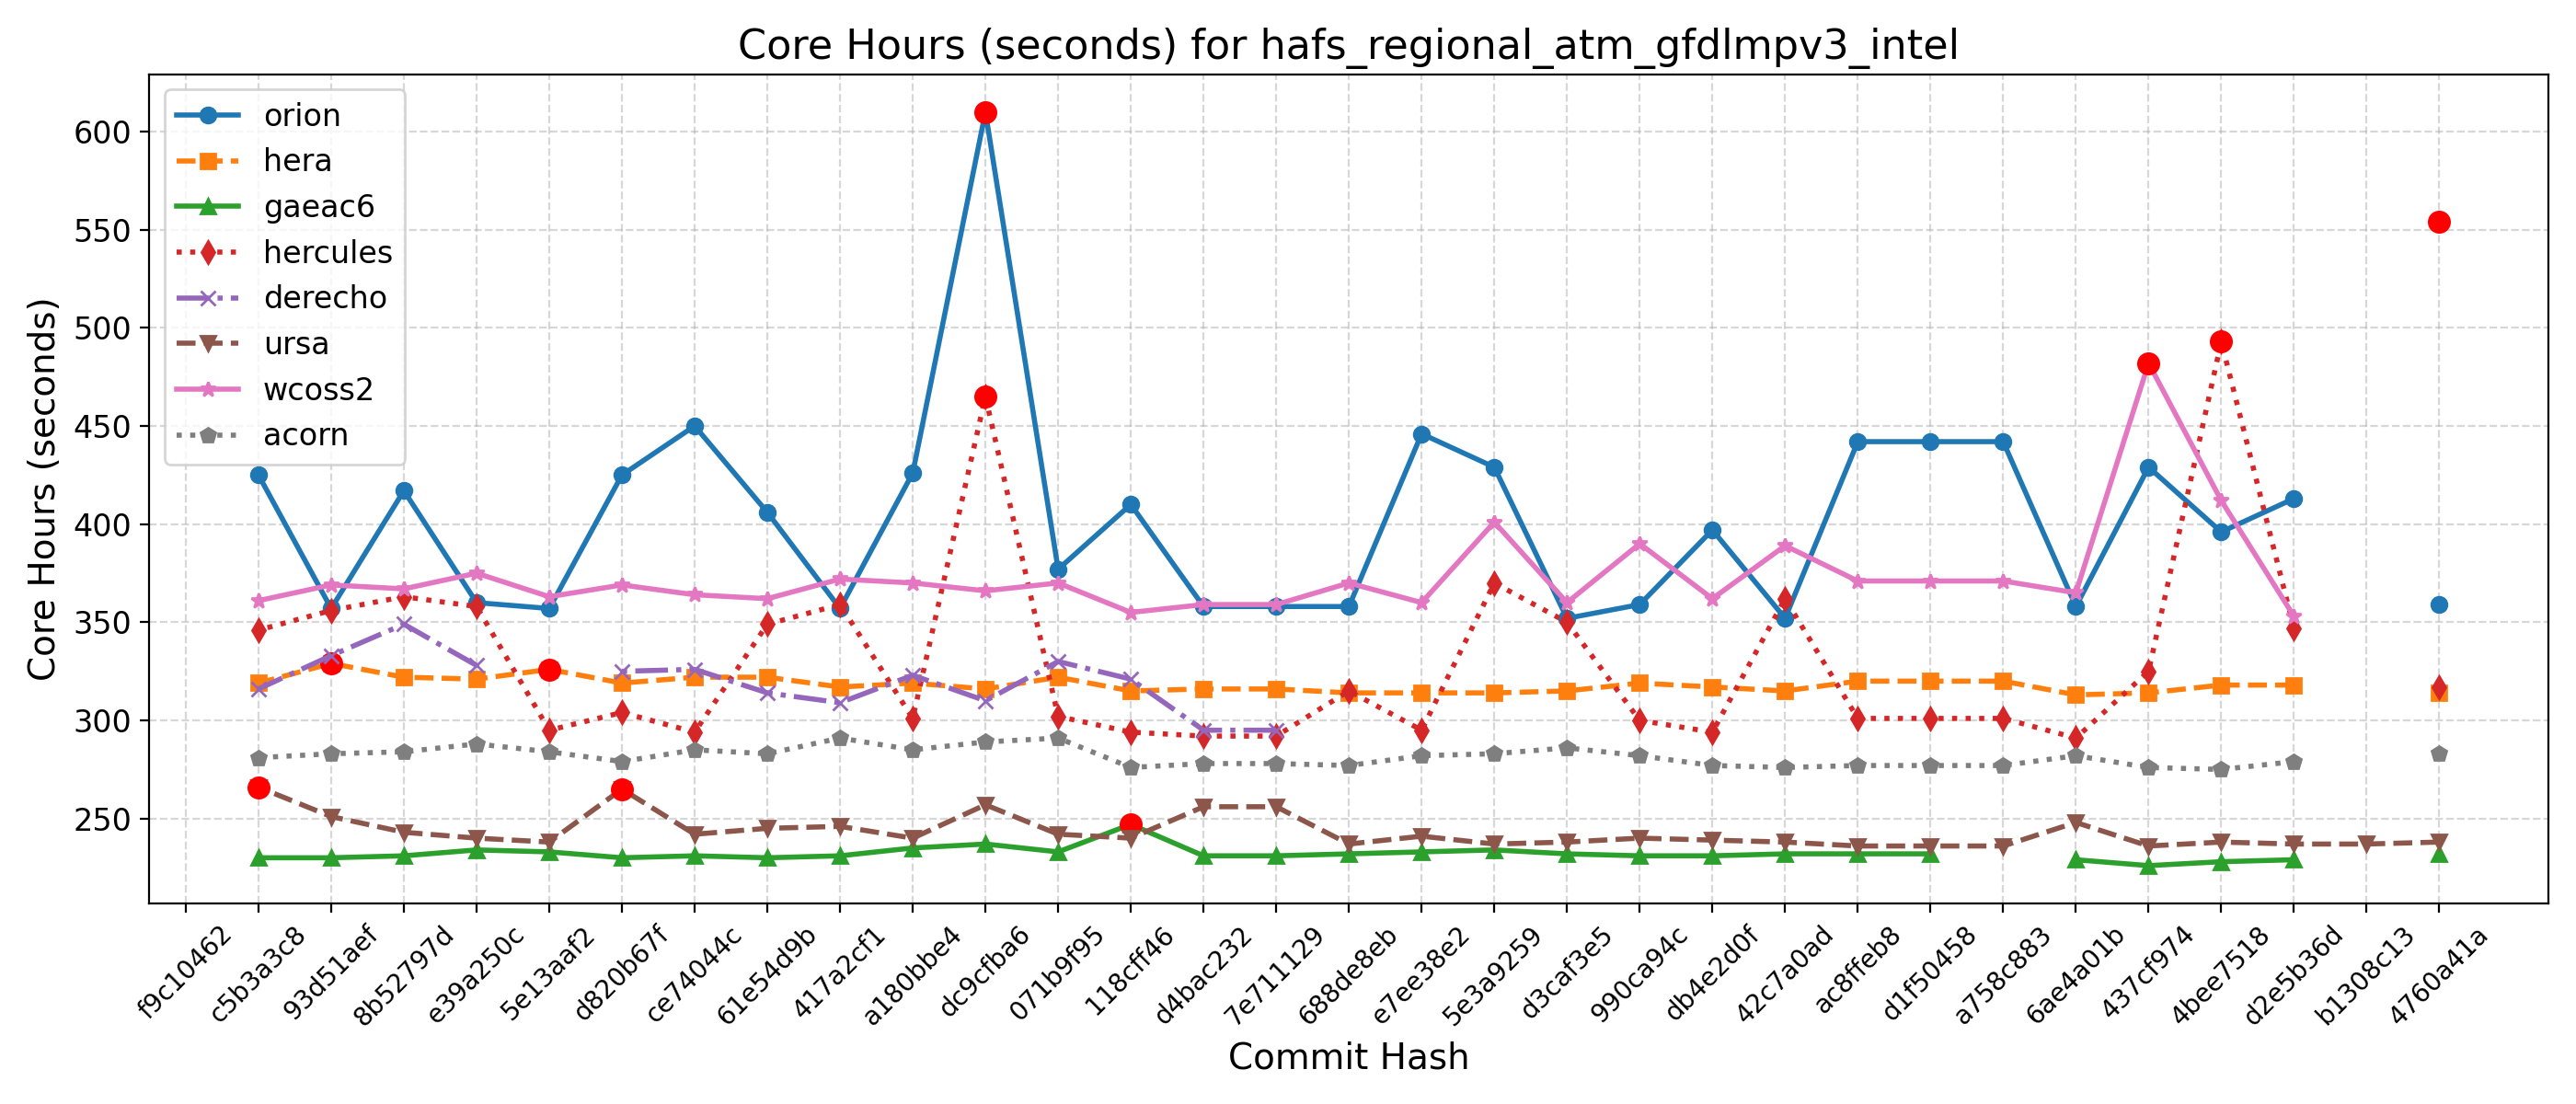 Core Hours (seconds) for hafs_regional_atm_gfdlmpv3_intel
Core Hours (seconds)
600
550
500
450
400
350
300
250
orion
hera
gaeac6
hercules
derecho
ursa
wcoss2
acorn
f9c10462
c5b3a3c8
93d51aef
8b52797d
e39a250c
5e13aaf2
d820b67f
ce74044c
61e54d9b
417a2cf1
a180bbe4
dc9cfba6
071b9f95
118cff46
d4bac232
7e711129
688de8eb
e7ee38e2
5e3a9259
d3caf3e5
990ca94c
db4e2d0f
42c7a0ad
ac8ffeb8
d1f50458
a758c883
6ae4a01b
437cf974
4bee7518
d2e5b36d
b1308c13
4760a41a
Commit Hash